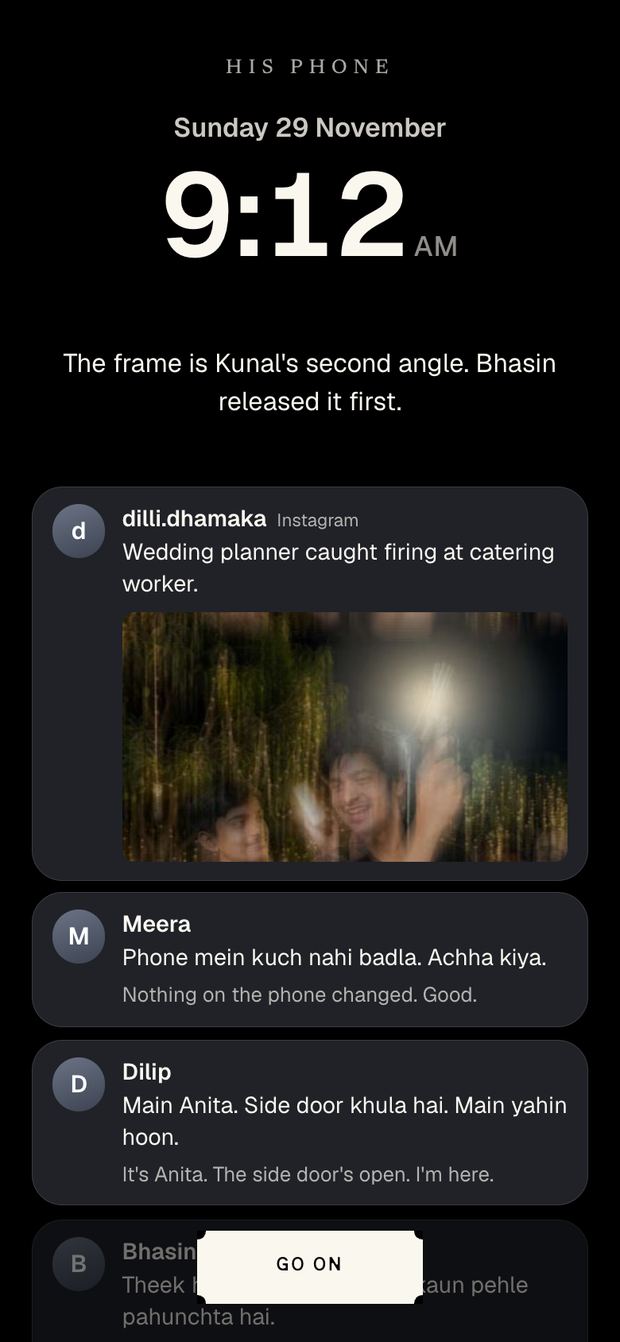 HIS PHONE
Sunday 29 November
9:12 AM
The frame is Kunal's second angle. Bhasin
released it first.
d
dilli.dhamaka Instagram
Wedding planner caught firing at catering
worker.
M
Meera
Phone mein kuch nahi badla. Achha kiya.
Nothing on the phone changed. Good.
D
Dilip
Main Anita. Side door khula hai. Main yahin
hoon.
It's Anita. The side door's open. I'm here.
B
Bhasin
Theek kaun pehle
pahunchta hai.
GO ON